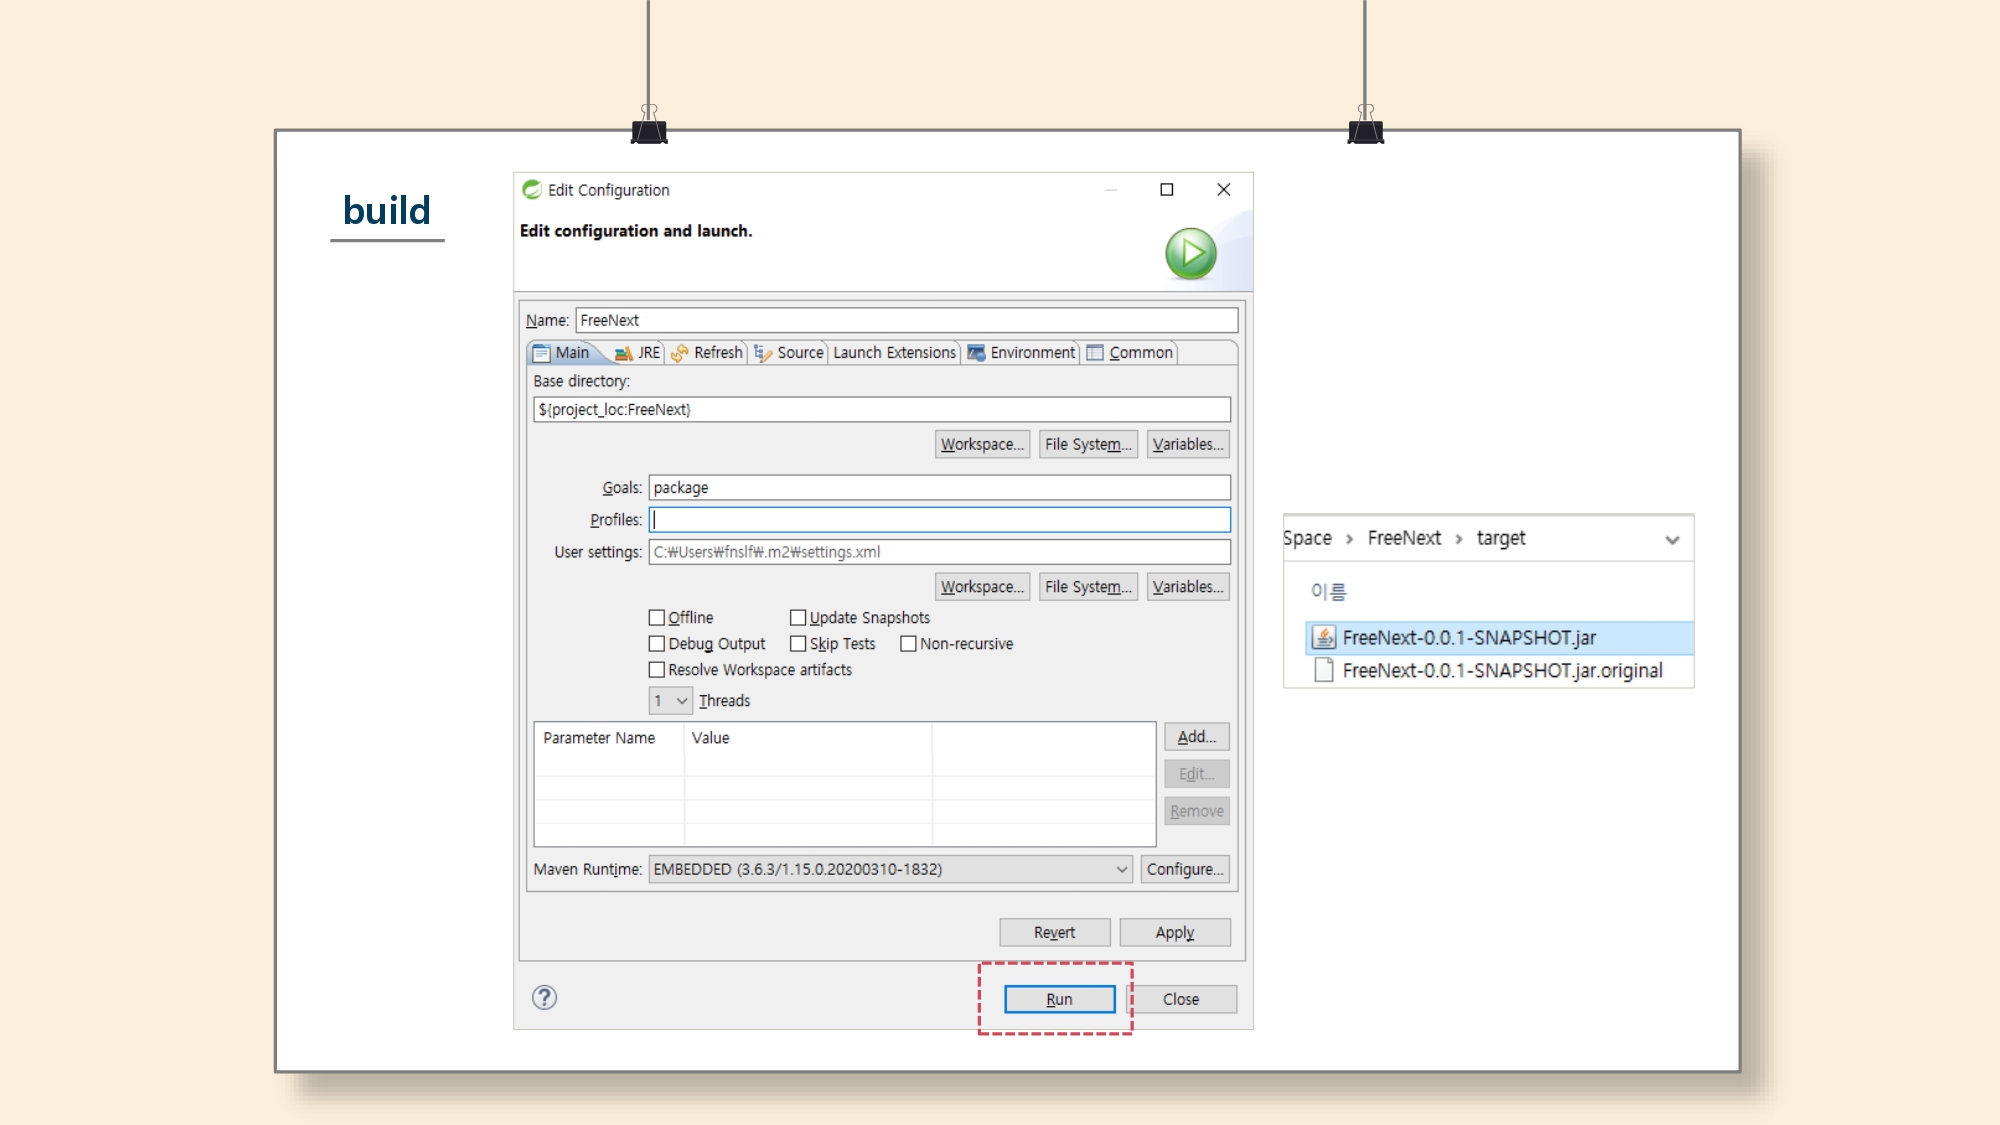 build
Edit Configuration
Edit configuration and launch.
Name: FreeNext
Main JRE Refresh Source Launch Extensions Environment Common
Base directory:
${project_loc:FreeNext}
Workspace... File System... Variables...
Goals: package
Profiles:
User settings: C:₩Users₩fnslf₩.m2₩settings.xml
Workspace... File System... Variables...
Offline Update Snapshots
Debug Output Skip Tests Non-recursive
Resolve Workspace artifacts
1 Threads
Parameter Name Value
Add...
Edit...
Remove
Maven Runtime: EMBEDDED (3.6.3/1.15.0.20200310-1832) Configure...
Revert Apply
? Run Close
Space > FreeNext > target
이름
FreeNext-0.0.1-SNAPSHOT.jar
FreeNext-0.0.1-SNAPSHOT.jar.original